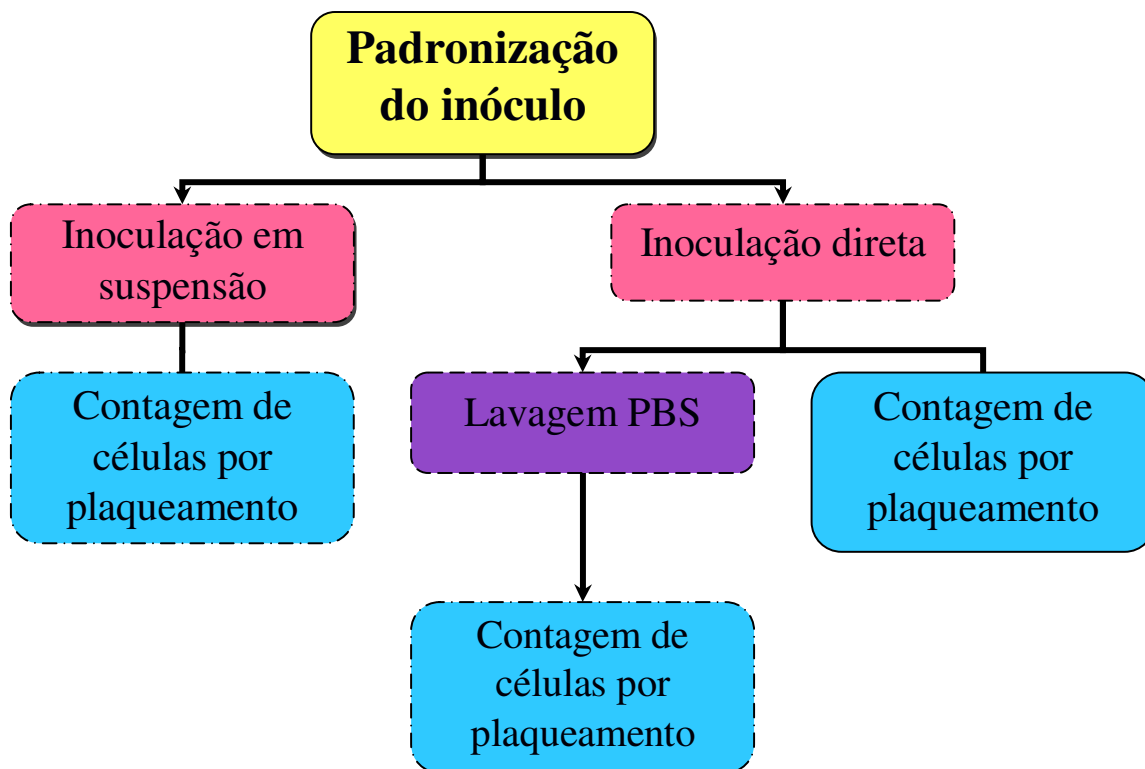 Padronização
do inóculo
Inoculação em
suspensão
Inoculação direta
Contagem de
células por
plaqueamento
Lavagem PBS
Contagem de
células por
plaqueamento
Contagem de
células por
plaqueamento